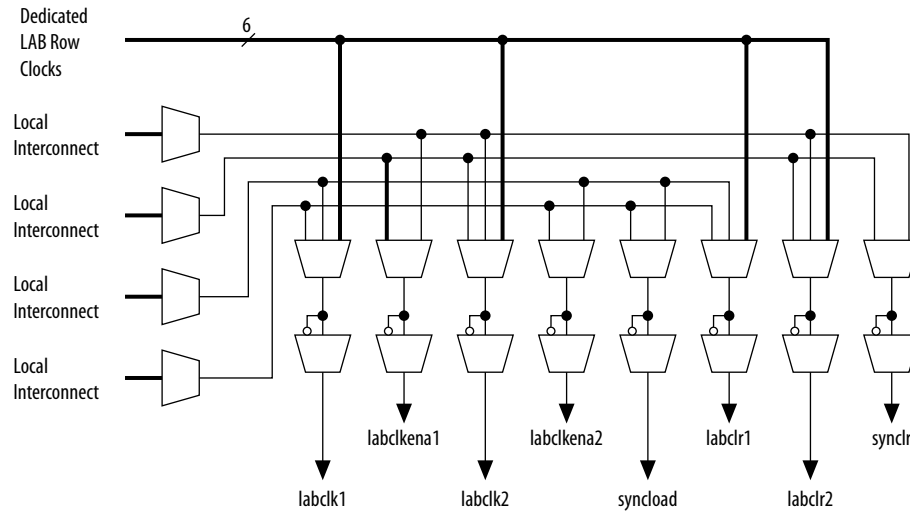 Dedicated
LAB Row
Clocks
6
Local
Interconnect
Local
Interconnect
Local
Interconnect
Local
Interconnect
labclkena1
labclkena2
labclr1
synclr
labclk1
labclk2
syncload
labclr2